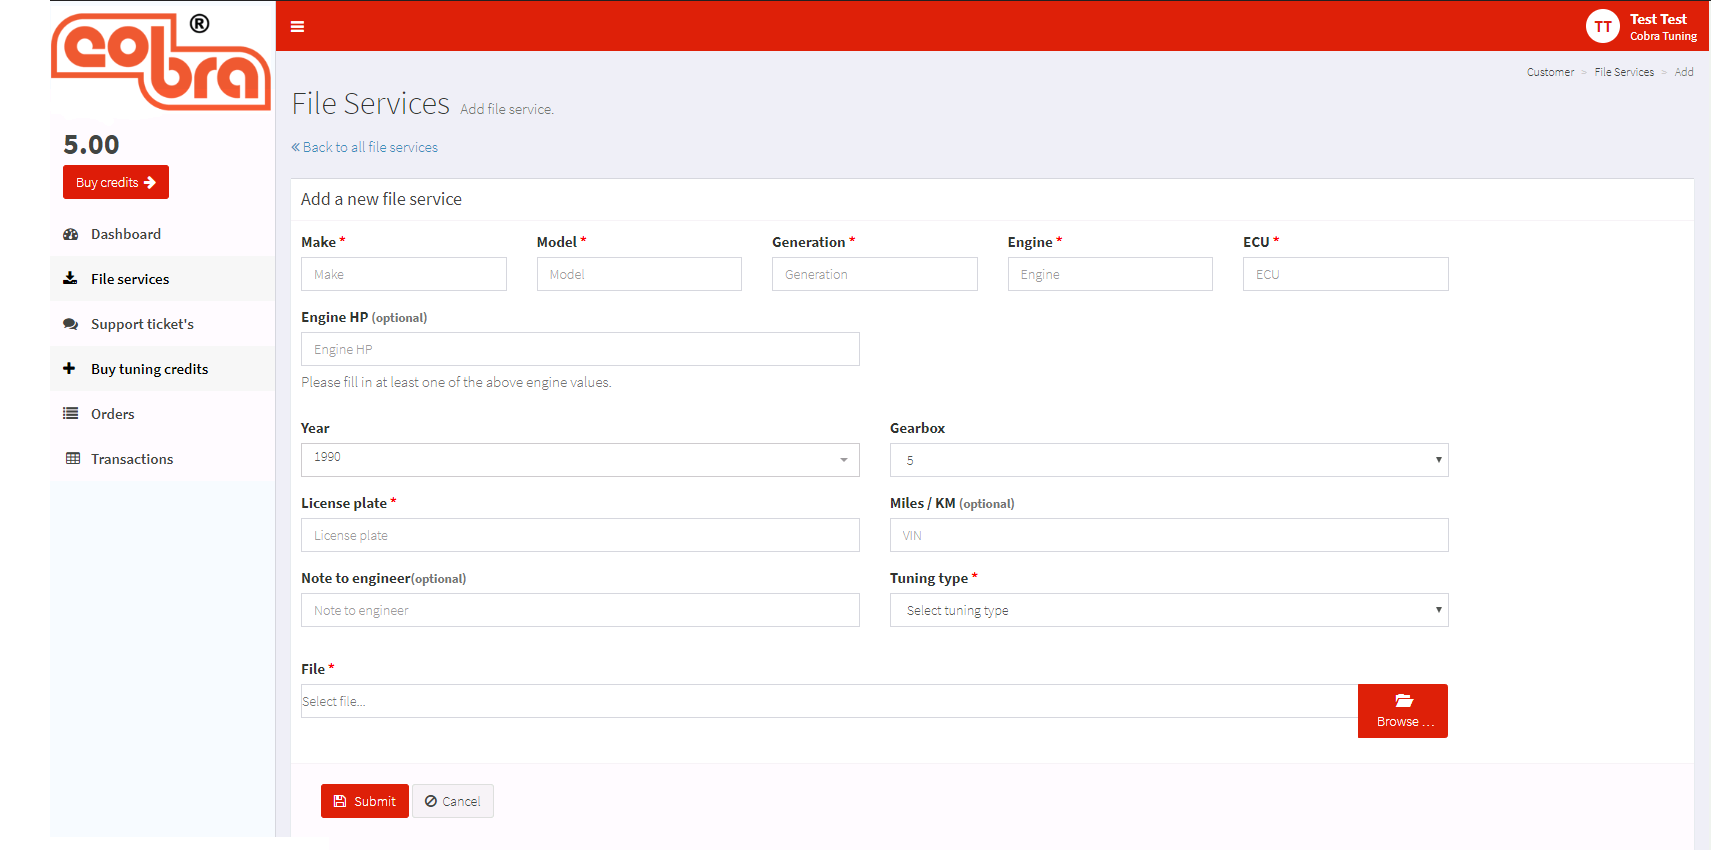 cobra ®
Test Test
TT
Cobra Tuning
Customer > File Services > Add
File Services Add file service.
« Back to all file services
5.00
Buy credits
Dashboard
File services
Support ticket's
Buy tuning credits
Orders
Transactions
Add a new file service
Make * Model * Generation * Engine * ECU *
Make Model Generation Engine ECU
Engine HP (optional)
Engine HP
Please fill in at least one of the above engine values.
Year Gearbox
1990 5
License plate * Miles / KM (optional)
License plate VIN
Note to engineer(optional) Tuning type *
Note to engineer Select tuning type
File *
Select file...
Browse ...
Submit Cancel